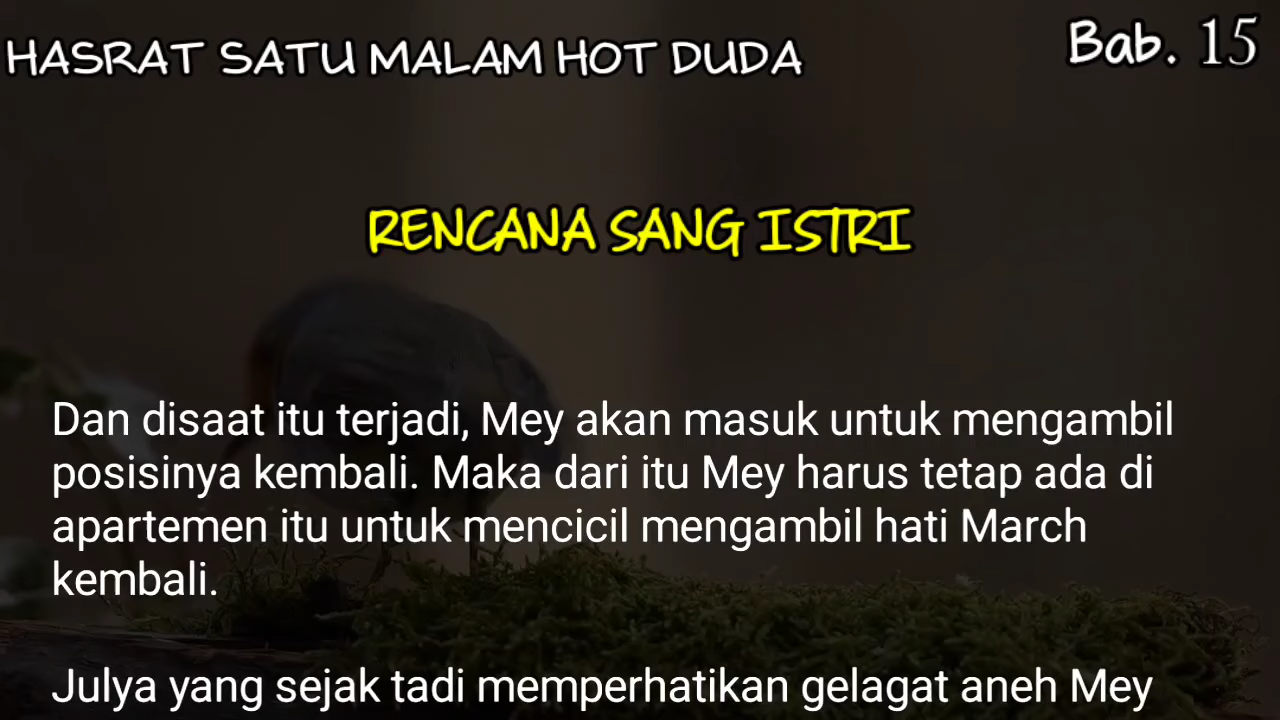 HASRAT SATU MALAM HOT DUDA
Bab. 15
RENCANA SANG ISTRI
Dan disaat itu terjadi, Mey akan masuk untuk mengambil
posisinya kembali. Maka dari itu Mey harus tetap ada di
apartemen itu untuk mencicil mengambil hati March
kembali.
Julya yang sejak tadi memperhatikan gelagat aneh Mey